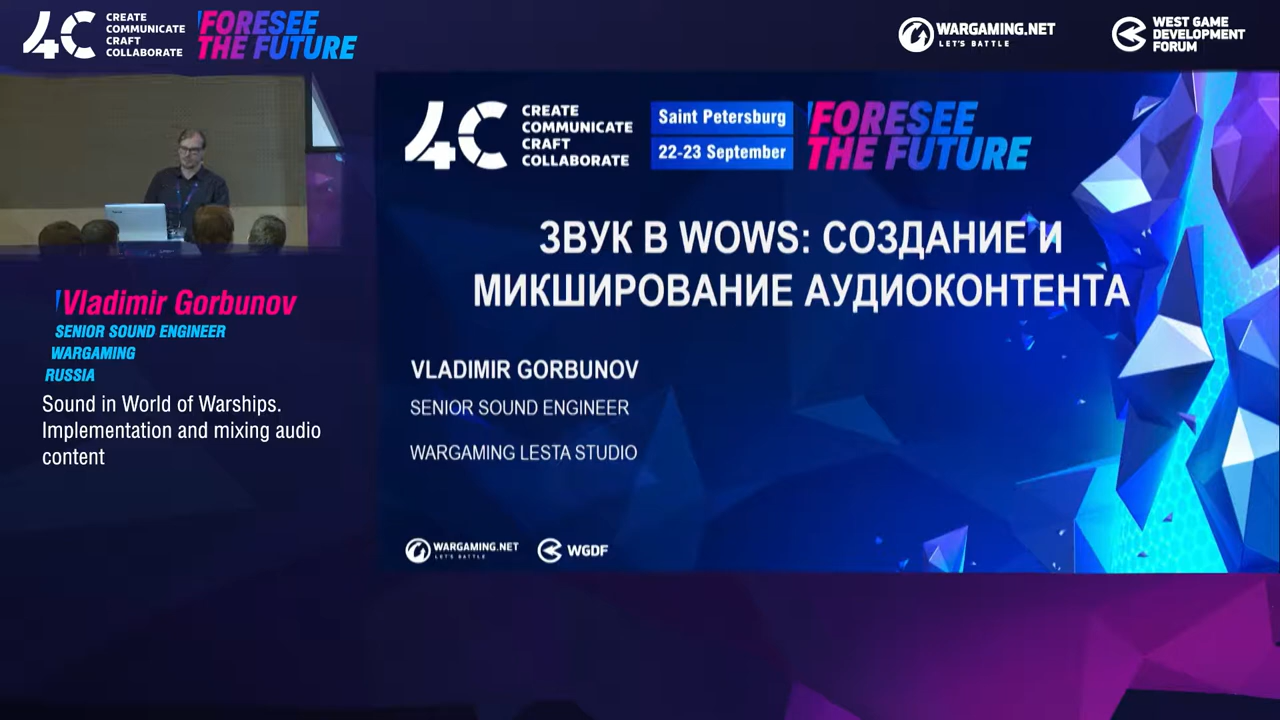 4C
CREATE
COMMUNICATE
CRAFT
COLLABORATE
FORESEE
THE FUTURE
WARGAMING.NET
LET'S BATTLE
WEST GAME
DEVELOPMENT
FORUM
Vladimir Gorbunov
SENIOR SOUND ENGINEER
WARGAMING
RUSSIA
Sound in World of Warships.
Implementation and mixing audio
content
4C
CREATE
COMMUNICATE
CRAFT
COLLABORATE
Saint Petersburg
22-23 September
FORESEE
THE FUTURE
ЗВУК В WOWS: СОЗДАНИЕ И
МИКШИРОВАНИЕ АУДИОКОНТЕНТА
VLADIMIR GORBUNOV
SENIOR SOUND ENGINEER
WARGAMING LESTA STUDIO
WARGAMING.NET
LET'S BATTLE
WGDF